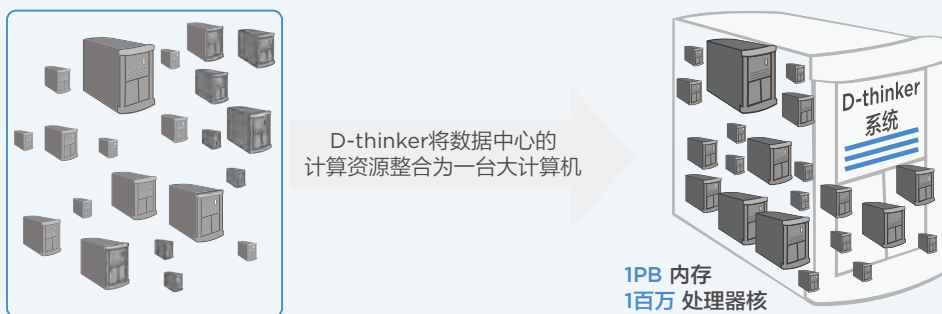 D-thinker将数据中心的
计算资源整合为一台大计算机
D-thinker
系统
1PB 内存
1百万 处理器核